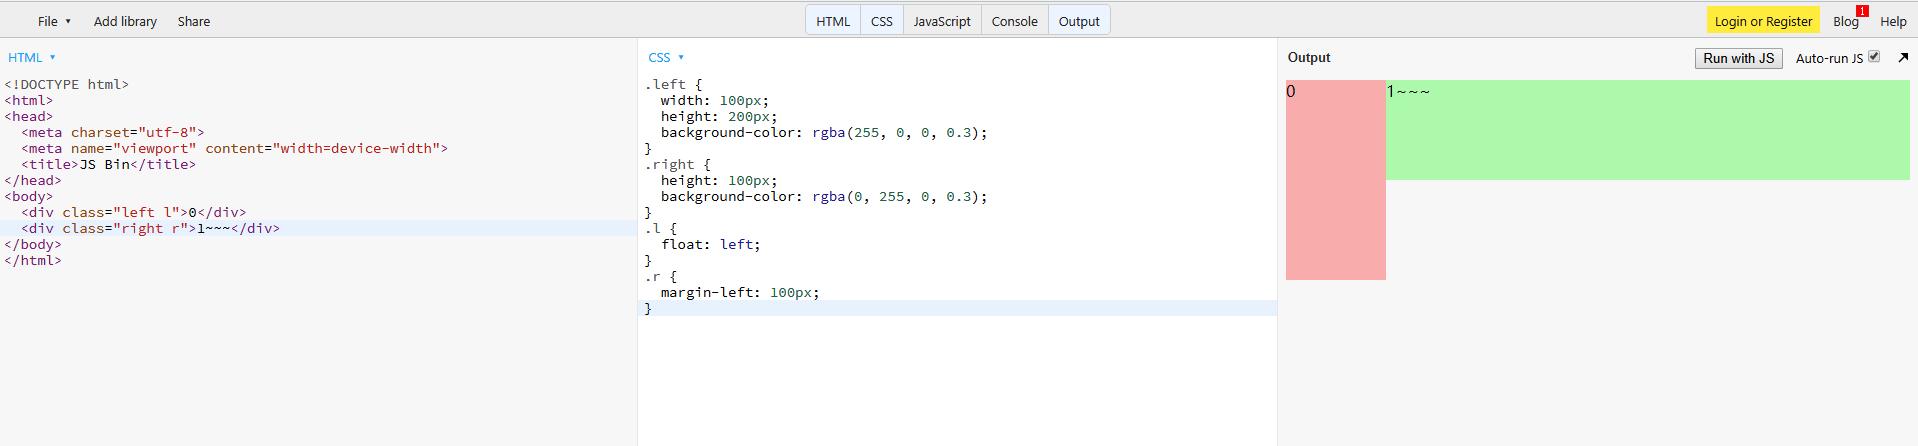 File ▼ Add library Share HTML CSS JavaScript Console Output Login or Register Blog 1 Help
HTML ▼
<!DOCTYPE html>
<html>
<head>
  <meta charset="utf-8">
  <meta name="viewport" content="width=device-width">
  <title>JS Bin</title>
</head>
<body>
  <div class="left l">0</div>
  <div class="right r">1~~~</div>
</body>
</html>
CSS ▼
.left {
  width: 100px;
  height: 200px;
  background-color: rgba(255, 0, 0, 0.3);
}
.right {
  height: 100px;
  background-color: rgba(0, 255, 0, 0.3);
}
.l {
  float: left;
}
.r {
  margin-left: 100px;
}
Output Run with JS Auto-run JS
0 1~~~